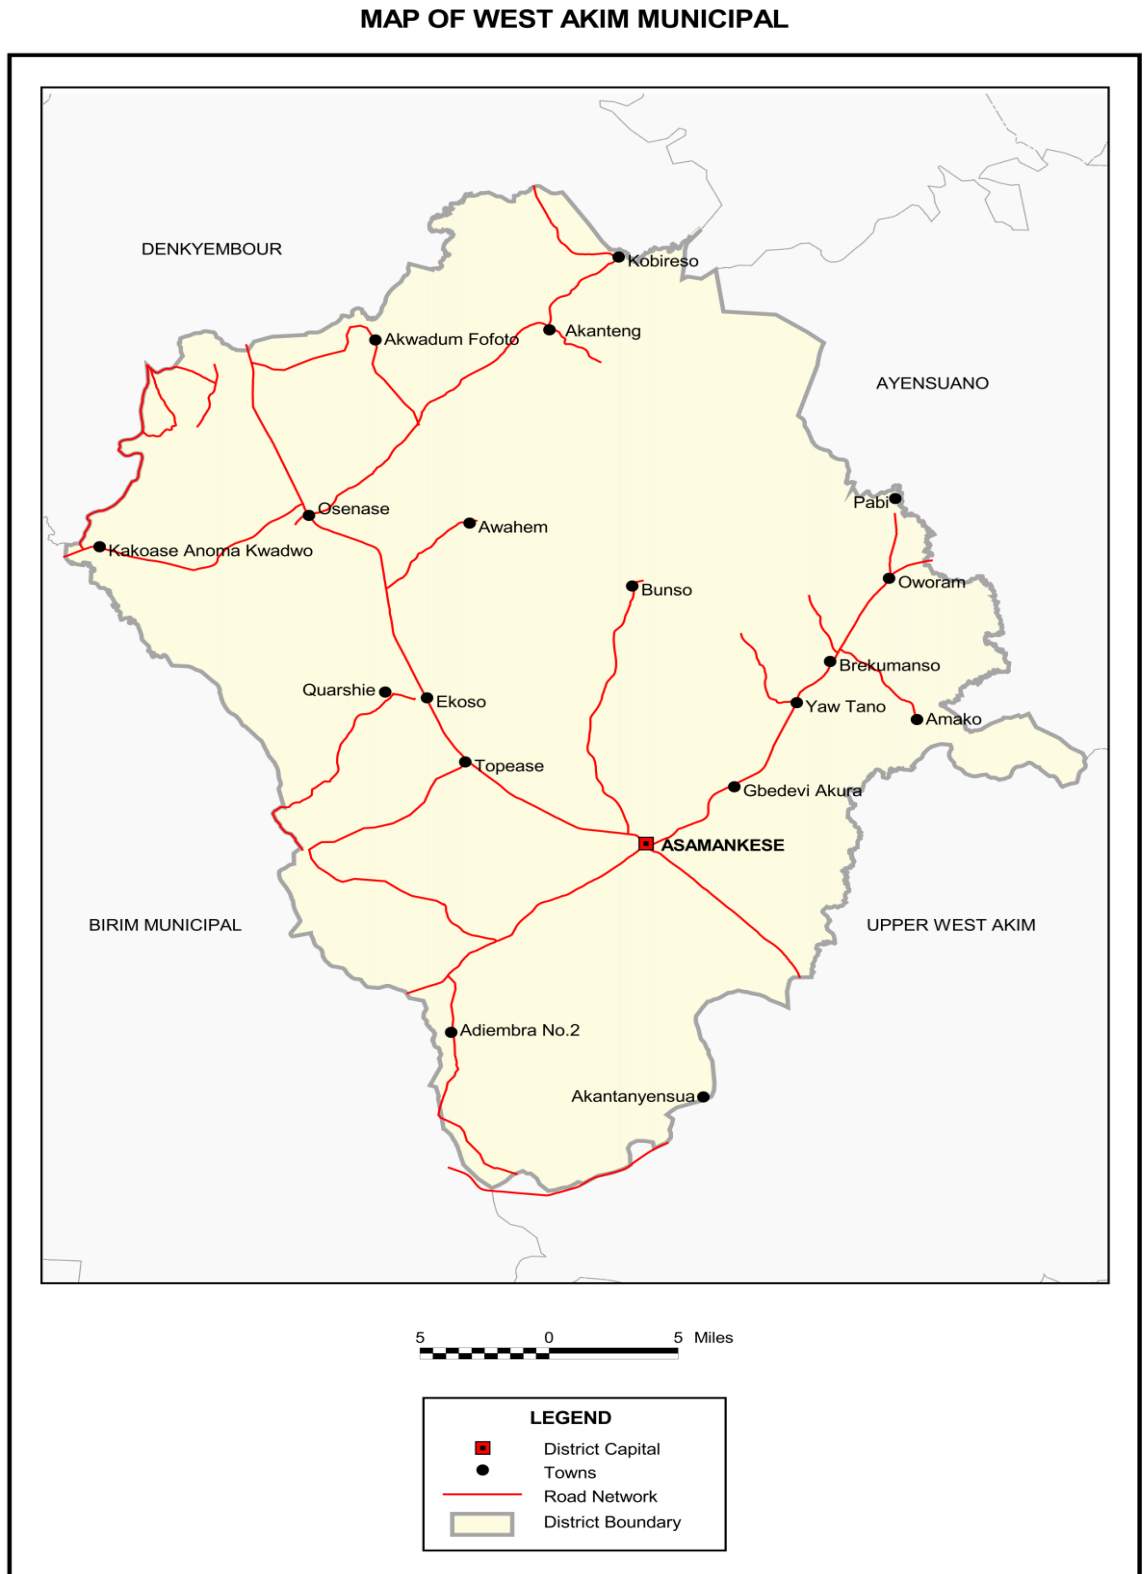 MAP OF WEST AKIM MUNICIPAL
DENKYEMBOUR
Kobireso
Akanteng
Akwadum Fofoto
AYENSUANO
Pabi
Osenase
Awahem
Kakoase Anoma Kwadwo
Oworam
Bunso
Brekumanso
Quarshie
Ekoso
Yaw Tano
Amako
Topease
Gbedevi Akura
ASAMANKESE
BIRIM MUNICIPAL
UPPER WEST AKIM
Adiembra No.2
Akantanyensua
5 0 5 Miles
LEGEND
District Capital
Towns
Road Network
District Boundary